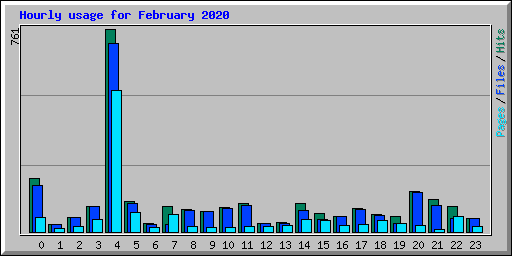 Hourly usage for February 2020
761
Pages / Files / Hits
0 1 2 3 4 5 6 7 8 9 10 11 12 13 14 15 16 17 18 19 20 21 22 23